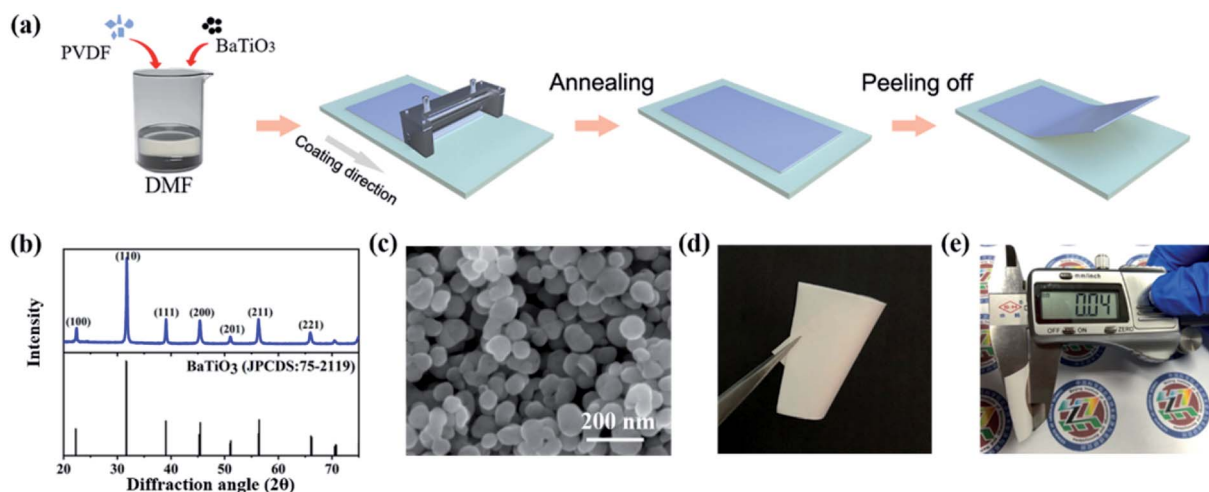 (a)
PVDF
BaTiO3
DMF
Coating direction
Annealing
Peeling off
(b)
(100)
(110)
(111)
(200)
(201)
(211)
(221)
BaTiO3 (JPCDS:75-2119)
Intensity
20 30 40 50 60 70
Diffraction angle (2θ)
(c)
200 nm
(d)
(e)
0.04
OFF
ON
ZERO